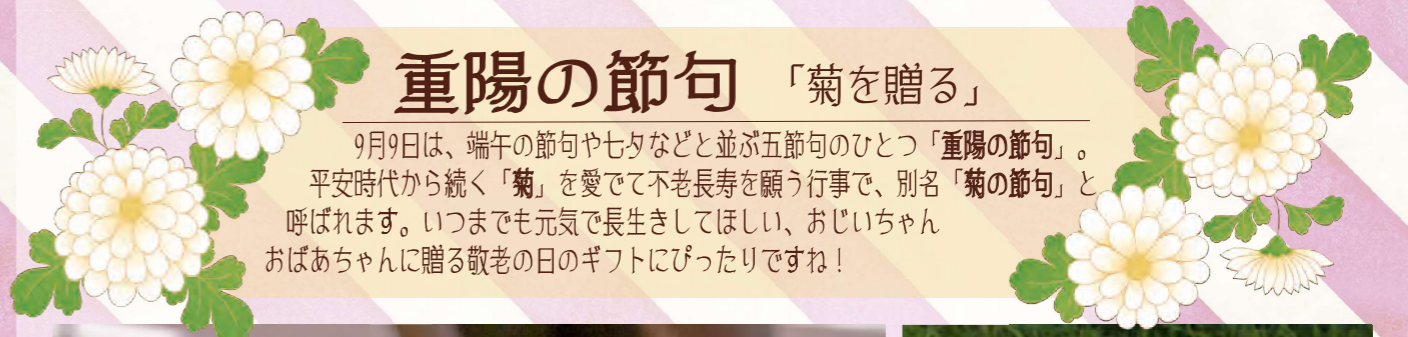 重陽の節句 「菊を贈る」
9月9日は、端午の節句や七夕などと並ぶ五節句のひとつ「重陽の節句」。
平安時代から続く「菊」を愛でて不老長寿を願う行事で、別名「菊の節句」と
呼ばれます。いつまでも元気で長生きしてほしい、おじいちゃん
おばあちゃんに贈る敬老の日のギフトにぴったりですね！